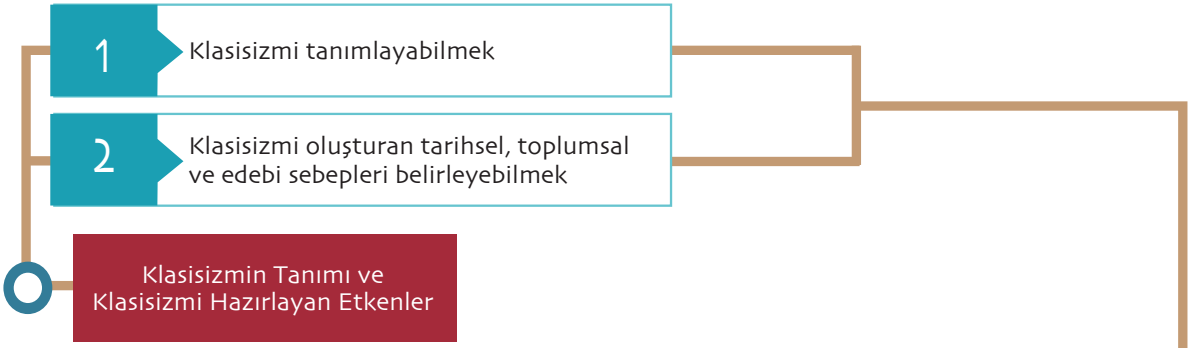 1
Klasisizmi tanımlayabilmek
2
Klasisizmi oluşturan tarihsel, toplumsal
ve edebi sebepleri belirleyebilmek
Klasisizmin Tanımı ve
Klasisizmi Hazırlayan Etkenler